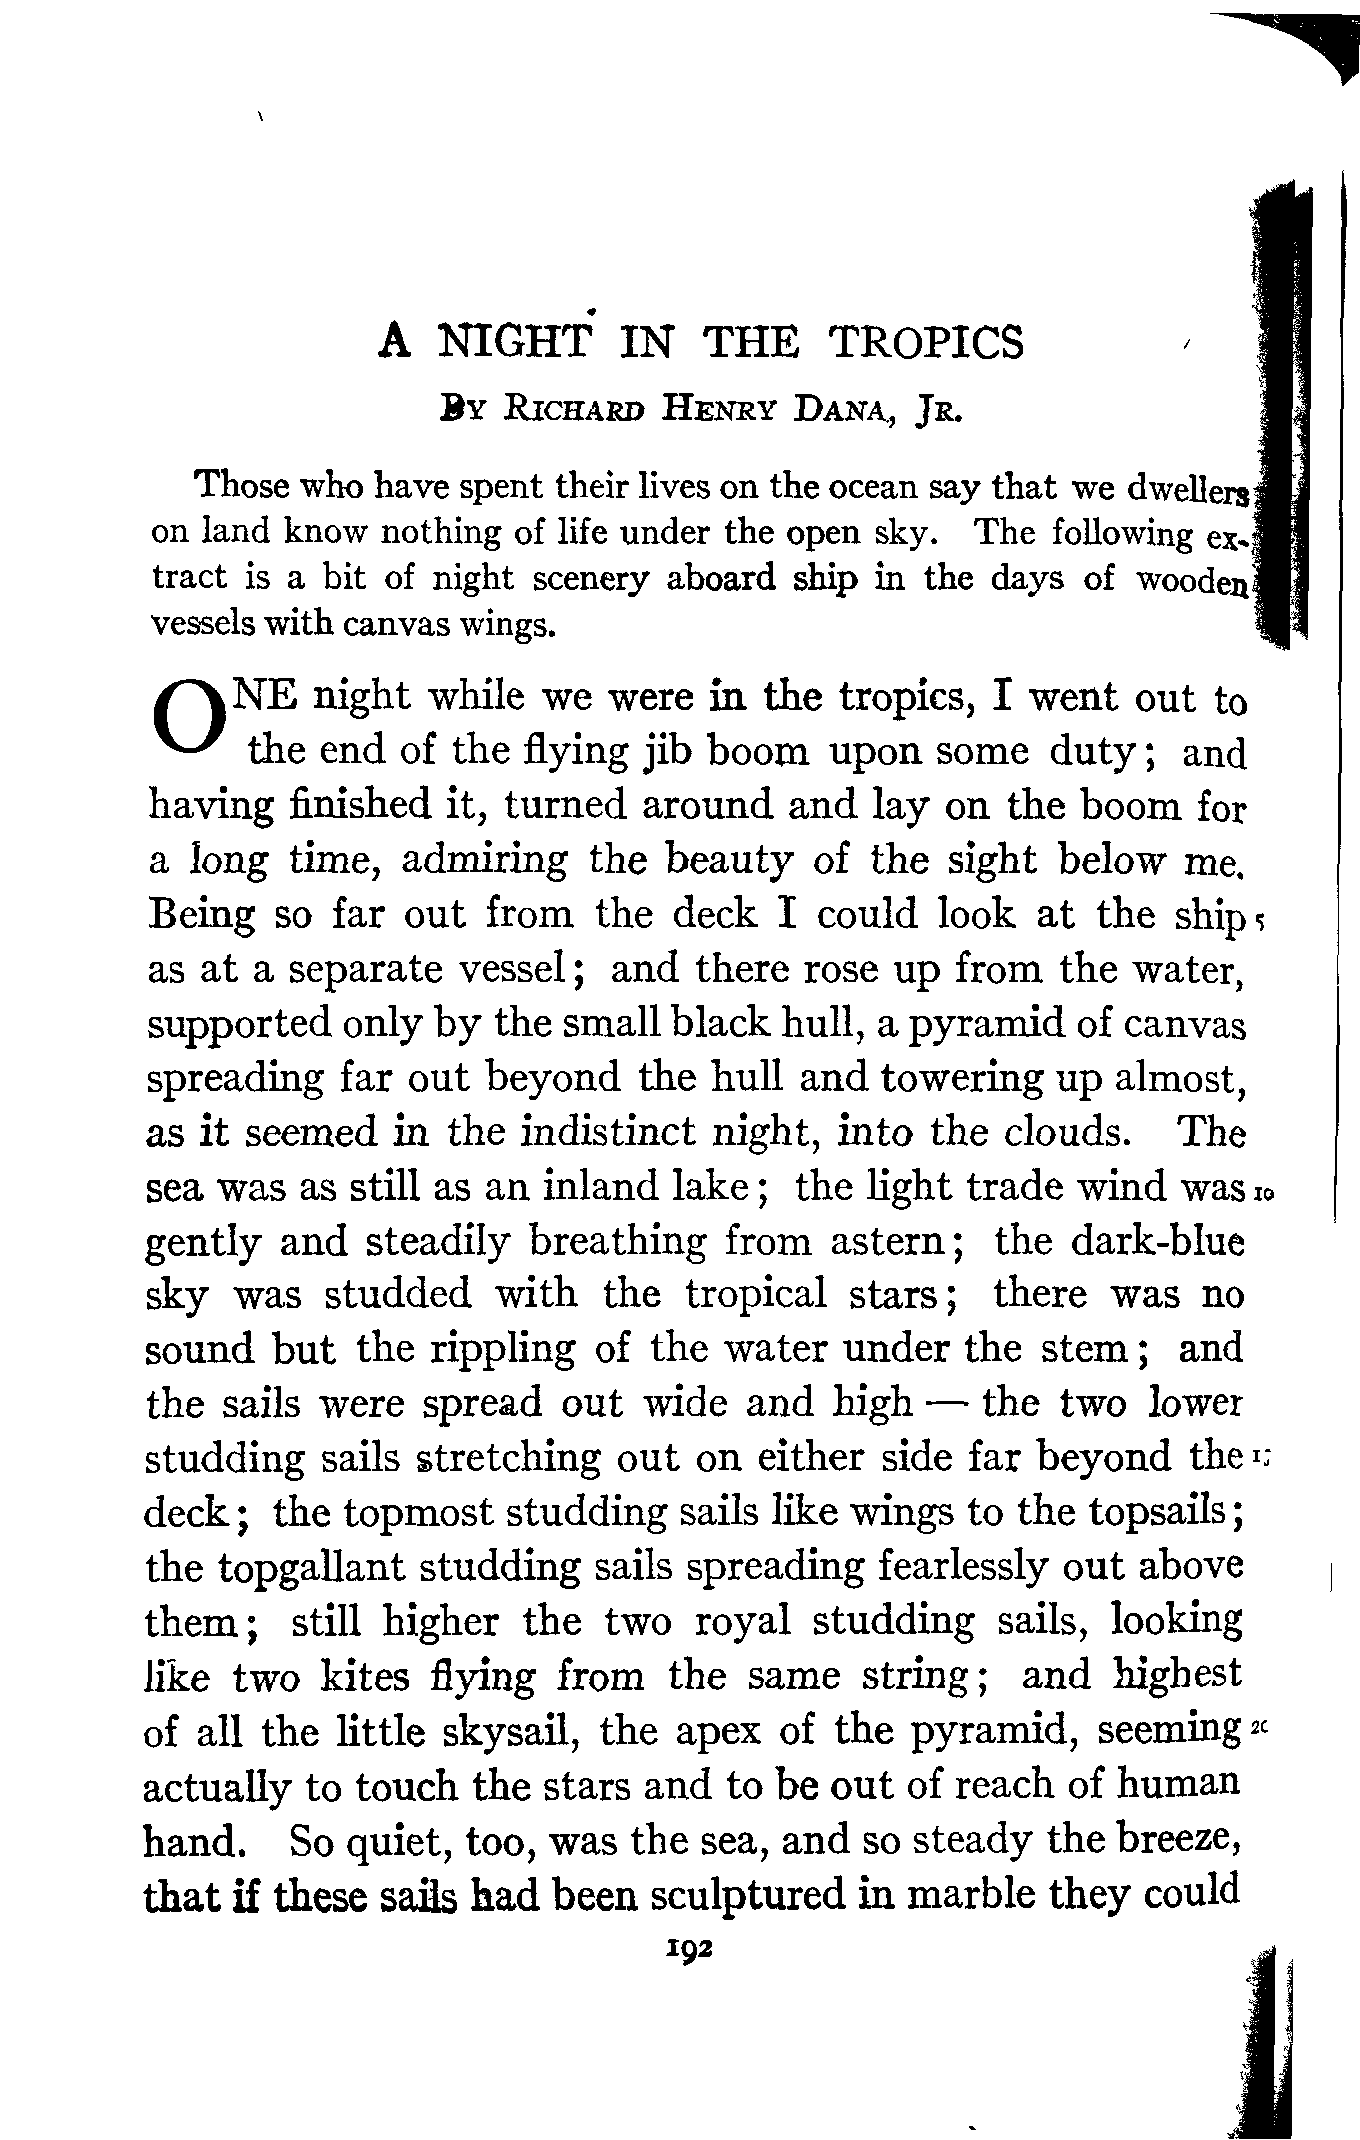 A NIGHT IN THE TROPICS
BY RICHARD HENRY DANA, JR.
Those who have spent their lives on the ocean say that we dwellers
on land know nothing of life under the open sky. The following ex-
tract is a bit of night scenery aboard ship in the days of wooden
vessels with canvas wings.
ONE night while we were in the tropics, I went out to
the end of the flying jib boom upon some duty; and
having finished it, turned around and lay on the boom for
a long time, admiring the beauty of the sight below me.
Being so far out from the deck I could look at the ship 5
as at a separate vessel; and there rose up from the water,
supported only by the small black hull, a pyramid of canvas
spreading far out beyond the hull and towering up almost,
as it seemed in the indistinct night, into the clouds. The
sea was as still as an inland lake; the light trade wind was 10
gently and steadily breathing from astern; the dark-blue
sky was studded with the tropical stars; there was no
sound but the rippling of the water under the stem; and
the sails were spread out wide and high — the two lower
studding sails stretching out on either side far beyond the 15
deck; the topmost studding sails like wings to the topsails;
the topgallant studding sails spreading fearlessly out above
them; still higher the two royal studding sails, looking
like two kites flying from the same string; and highest
of all the little skysail, the apex of the pyramid, seeming 20
actually to touch the stars and to be out of reach of human
hand. So quiet, too, was the sea, and so steady the breeze,
that if these sails had been sculptured in marble they could
192